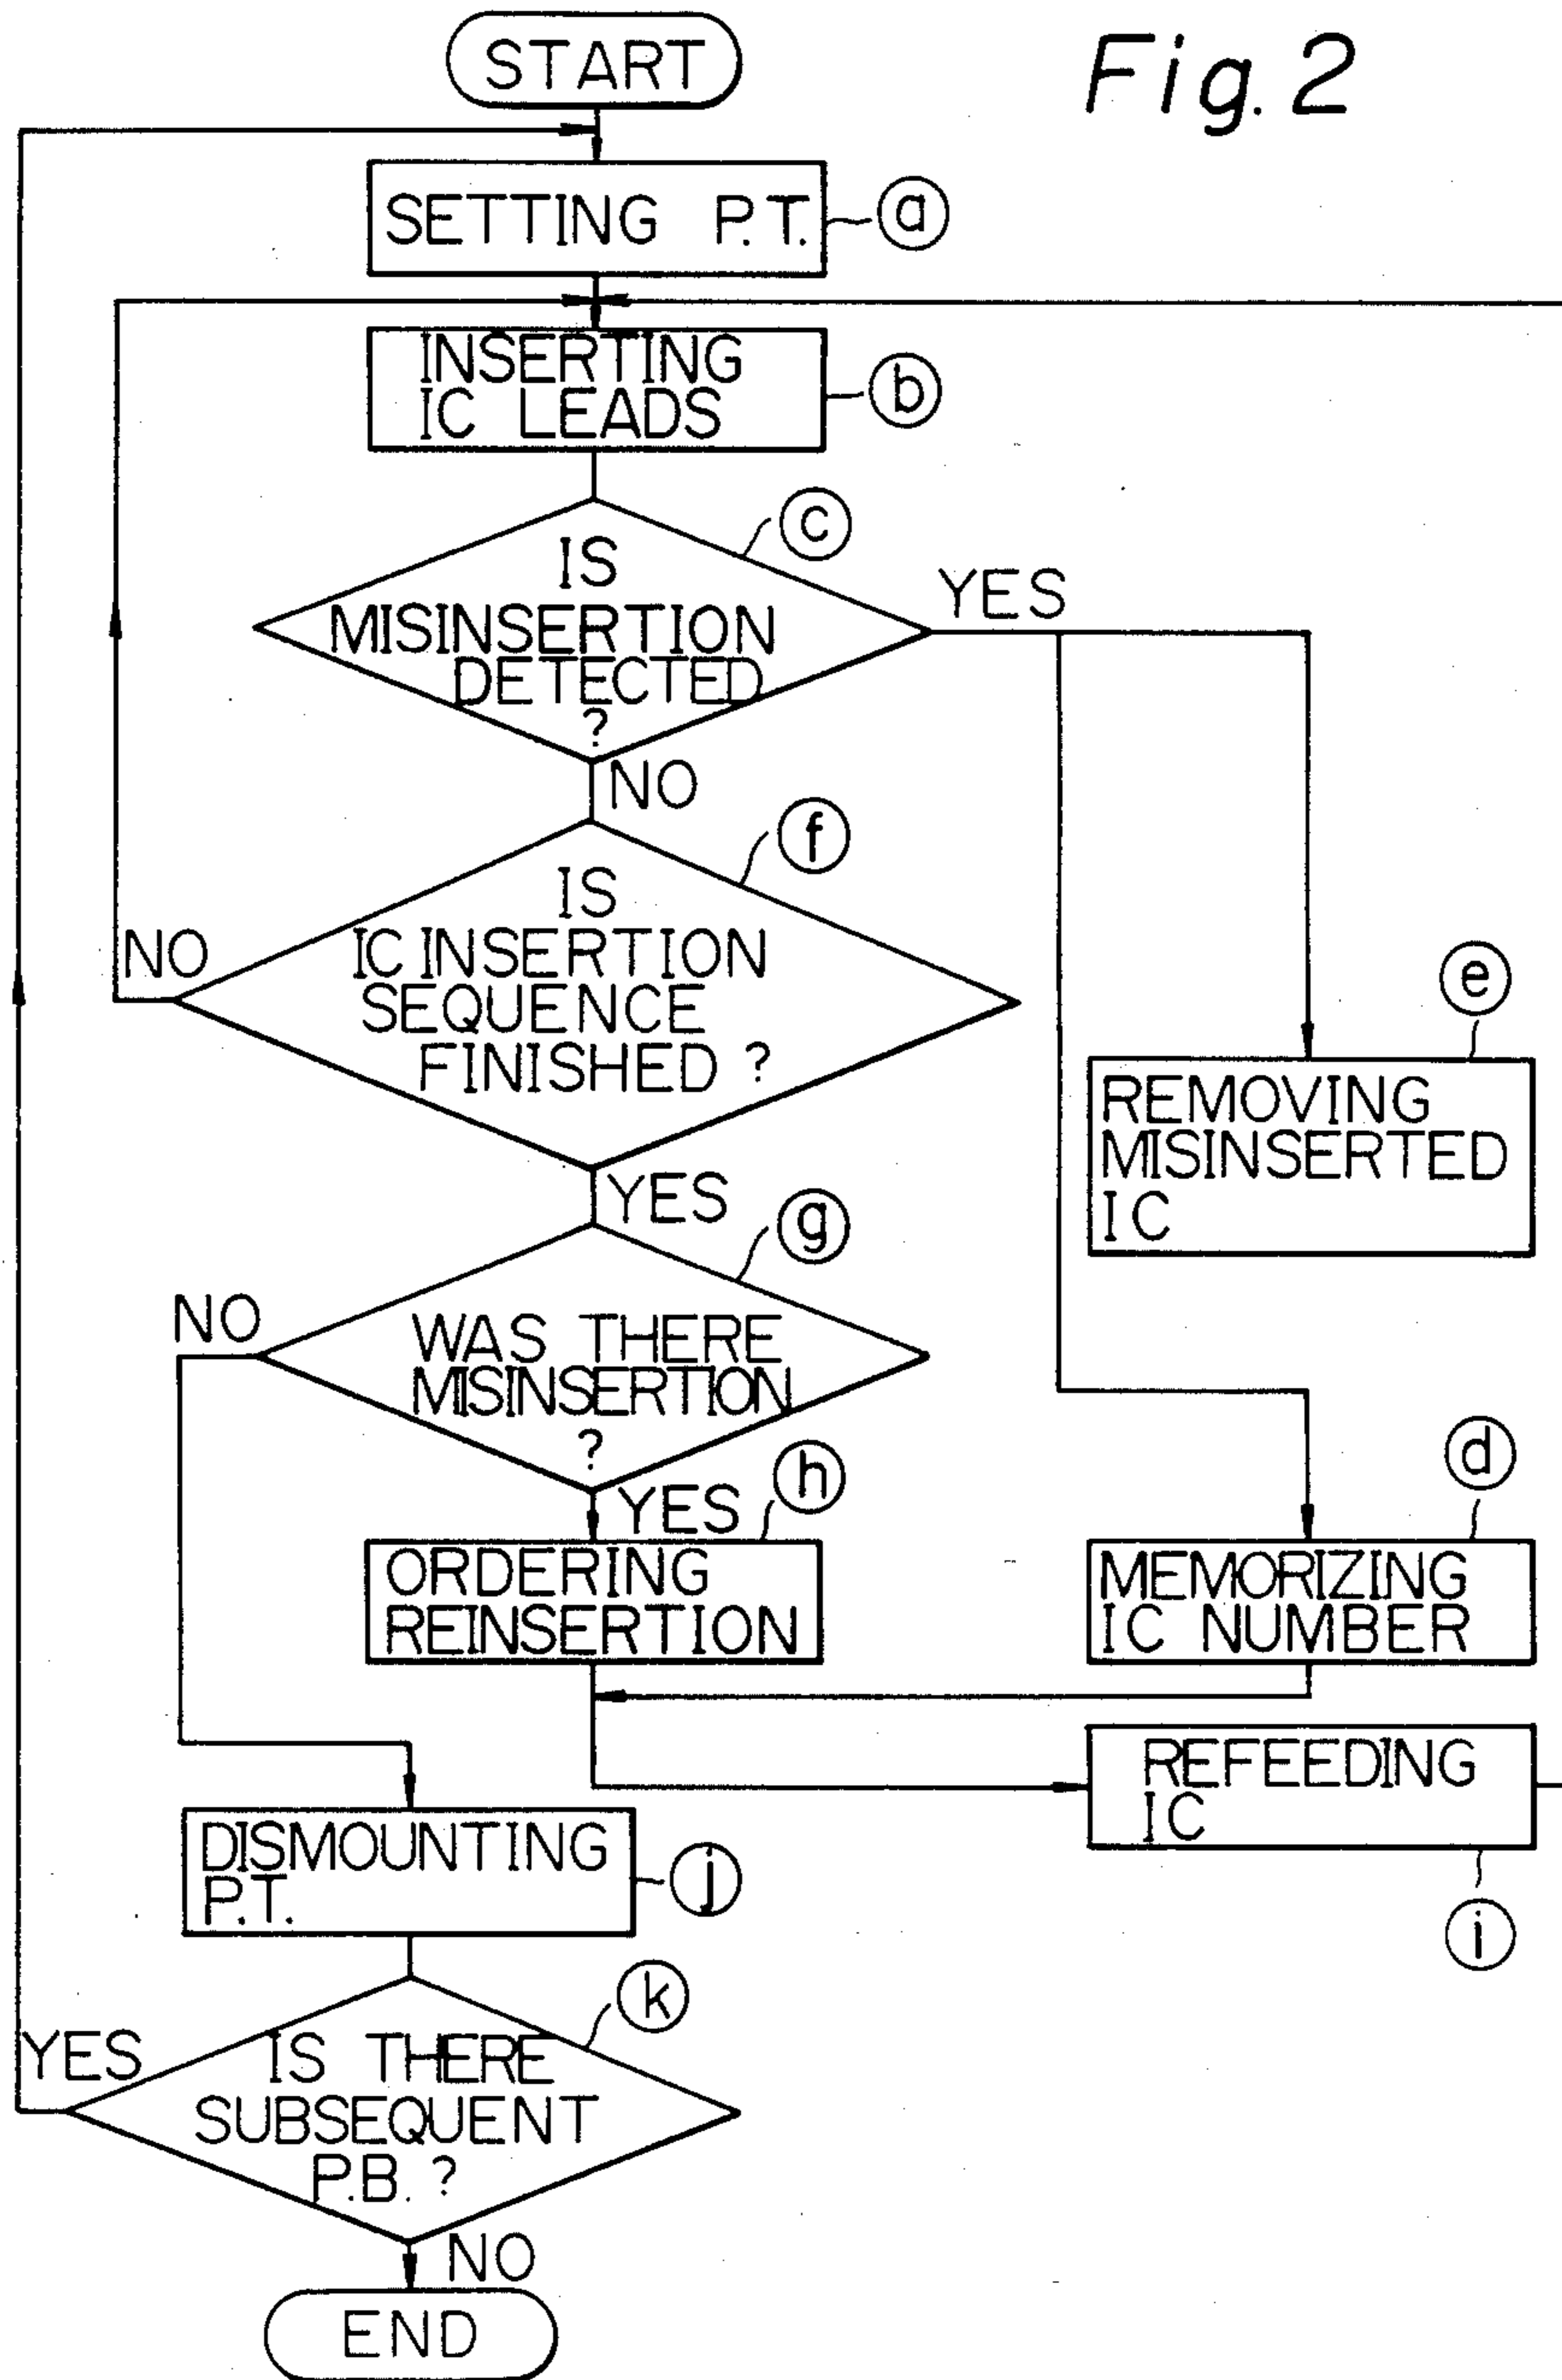 START
Fig. 2
SETTING P.T.
a
INSERTING
IC LEADS
b
c
IS
MISINSERTION
DETECTED
?
YES
NO
f
IS
IC INSERTION
SEQUENCE
FINISHED ?
NO
e
REMOVING
MISINSERTED
IC
YES
g
WAS THERE
MISINSERTION
?
NO
YES
h
d
ORDERING
REINSERTION
MEMORIZING
IC NUMBER
REFEEDING
IC
i
DISMOUNTING
P.T.
j
k
IS THERE
SUBSEQUENT
P.B. ?
YES
NO
END